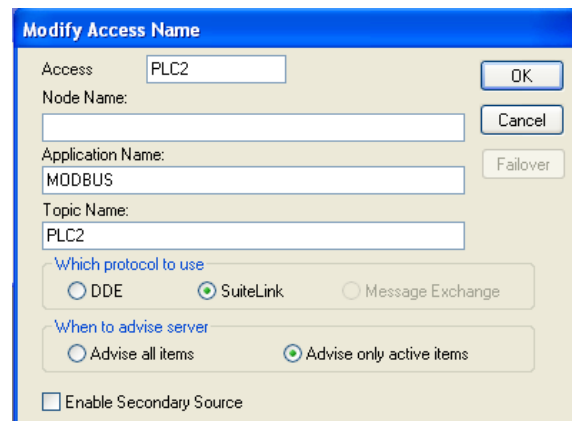 Modify Access Name
Access PLC2
OK
Node Name:
Cancel
Application Name:
Failover
MODBUS
Topic Name:
PLC2
Which protocol to use
DDE SuiteLink Message Exchange
When to advise server
Advise all items Advise only active items
Enable Secondary Source